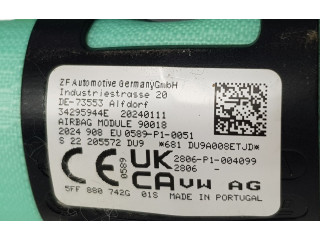 ZF Automotive GermanyGmbH
Industriestrasse 20
DE-73553 Alfdorf
34295944E 20240111
AIRBAG MODULE 90018
2024 908 EU 0589-P1-0051
S 22 205572 DU9 *681 DU9A008ETJD*
CE 0589 UK CA 2806-P1-004099
2806 -
VW AG
5FF 880 742G 01S MADE IN PORTUGAL